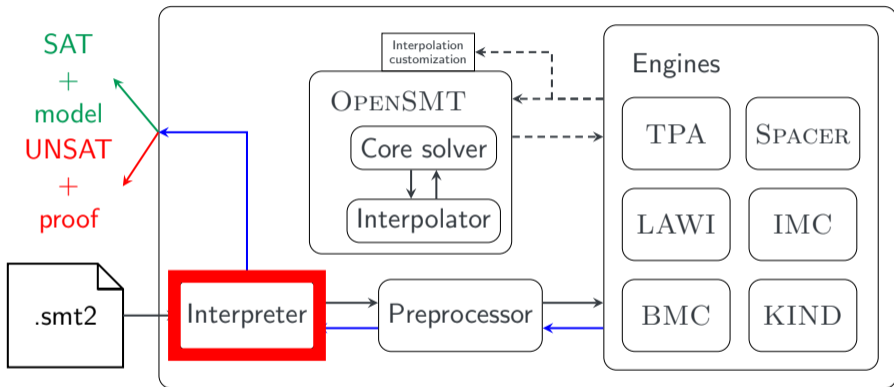 SAT
+
model
UNSAT
+
proof
.smt2
Interpolation
customization
OpenSMT
Core solver
Interpolator
Interpreter
Preprocessor
Engines
TPA
Spacer
LAWI
IMC
BMC
KIND